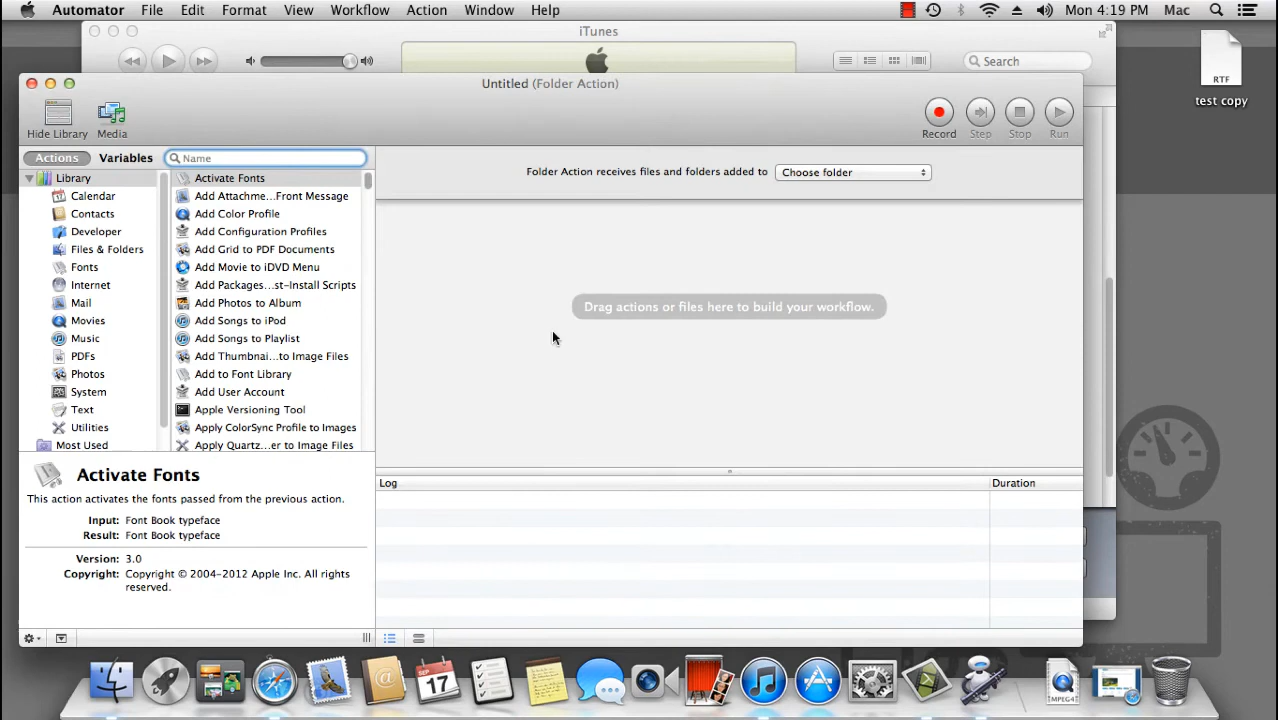 Automator File Edit Format View Workflow Action Window Help Mon 4:19 PM Mac
iTunes
Search
RTF
test copy
Untitled (Folder Action)
Hide Library Media Record Step Stop Run
Actions Variables Name
Folder Action receives files and folders added to Choose folder
Library
Calendar
Contacts
Developer
Files & Folders
Fonts
Internet
Mail
Movies
Music
PDFs
Photos
System
Text
Utilities
Most Used
Activate Fonts
Add Attachme...Front Message
Add Color Profile
Add Configuration Profiles
Add Grid to PDF Documents
Add Movie to iDVD Menu
Add Packages...st-Install Scripts
Add Photos to Album
Add Songs to iPod
Add Songs to Playlist
Add Thumbnai...to Image Files
Add to Font Library
Add User Account
Apple Versioning Tool
Apply ColorSync Profile to Images
Apply Quartz...er to Image Files
Drag actions or files here to build your workflow.
Activate Fonts
This action activates the fonts passed from the previous action.
Input: Font Book typeface
Result: Font Book typeface
Version: 3.0
Copyright: Copyright © 2004-2012 Apple Inc. All rights
reserved.
Log Duration
SEP
17
MPEG4